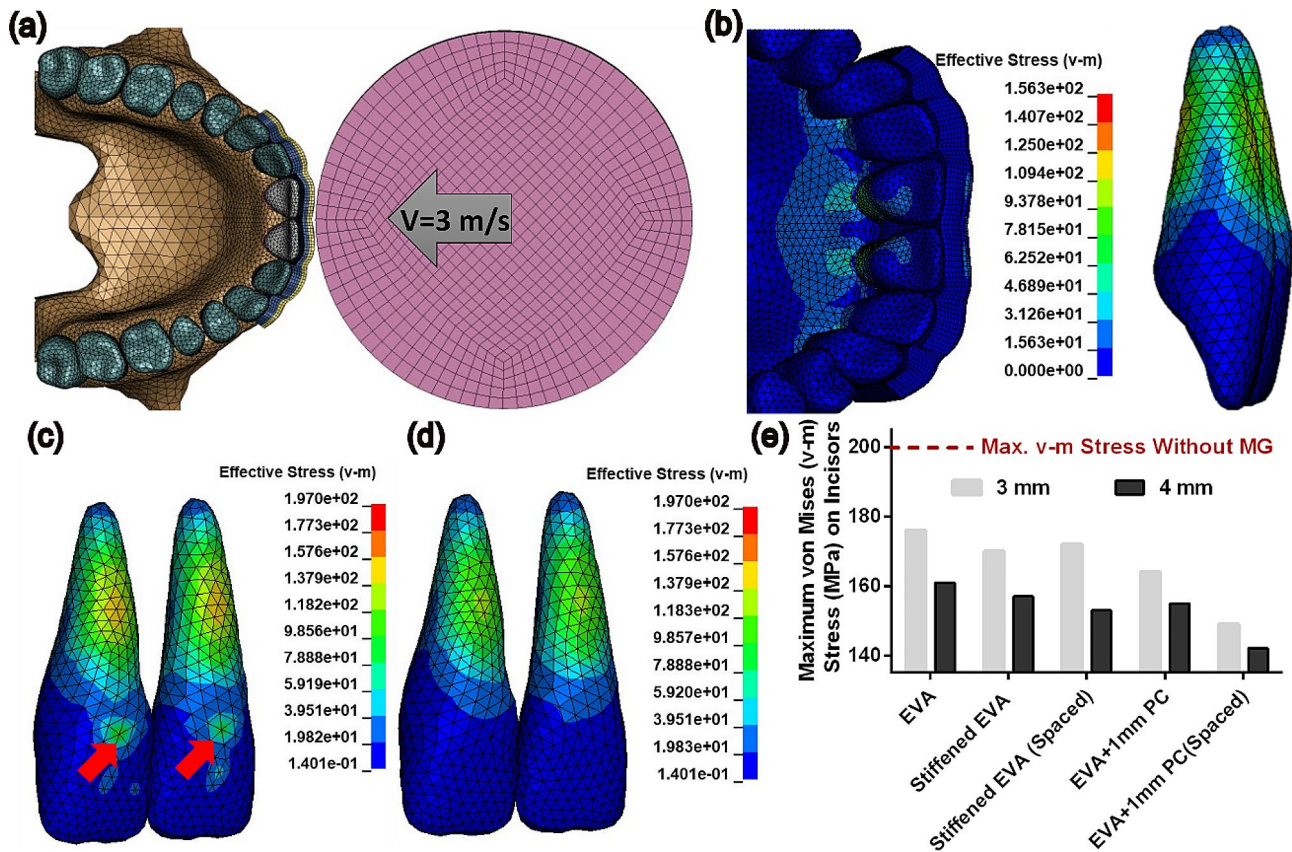 (a)
V=3 m/s
(b)
Effective Stress (v-m)
1.563e+02
1.407e+02
1.250e+02
1.094e+02
9.378e+01
7.815e+01
6.252e+01
4.689e+01
3.126e+01
1.563e+01
0.000e+00
(c)
Effective Stress (v-m)
1.970e+02
1.773e+02
1.576e+02
1.379e+02
1.182e+02
9.856e+01
7.888e+01
5.919e+01
3.951e+01
1.982e+01
1.401e-01
(d)
Effective Stress (v-m)
1.970e+02
1.773e+02
1.576e+02
1.379e+02
1.183e+02
9.857e+01
7.888e+01
5.920e+01
3.951e+01
1.983e+01
1.401e-01
(e)
Maximum von Mises (v-m)
Stress (MPa) on Incisors
200
180
160
140
Max. v-m Stress Without MG
3 mm
4 mm
EVA
Stiffened EVA
Stiffened EVA (Spaced)
EVA+1mm PC
EVA+1mm PC(Spaced)